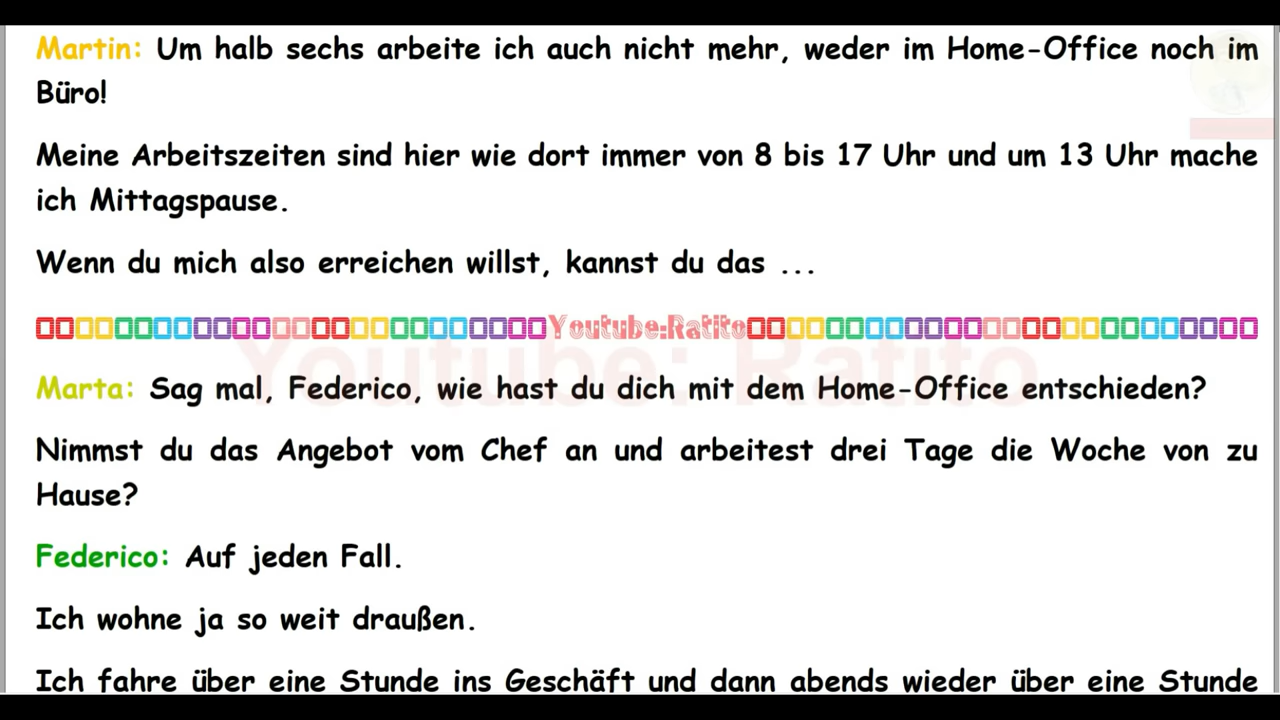 Martin: Um halb sechs arbeite ich auch nicht mehr, weder im Home-Office noch im
Büro!
Meine Arbeitszeiten sind hier wie dort immer von 8 bis 17 Uhr und um 13 Uhr mache
ich Mittagspause.
Wenn du mich also erreichen willst, kannst du das ...
Youtube:Ratito
Youtube: Ratito
Marta: Sag mal, Federico, wie hast du dich mit dem Home-Office entschieden?
Nimmst du das Angebot vom Chef an und arbeitest drei Tage die Woche von zu
Hause?
Federico: Auf jeden Fall.
Ich wohne ja so weit draußen.
Ich fahre über eine Stunde ins Geschäft und dann abends wieder über eine Stunde